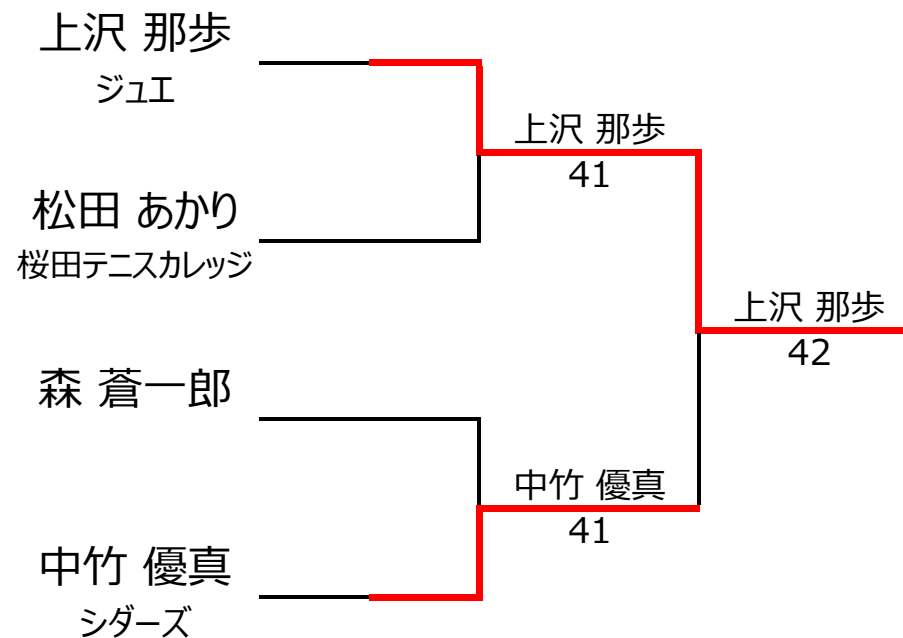 上沢 那歩
ジュエ
上沢 那歩
41
松田 あかり
桜田テニスカレッジ
上沢 那歩
42
森 蒼一郎
中竹 優真
41
中竹 優真
シダーズ